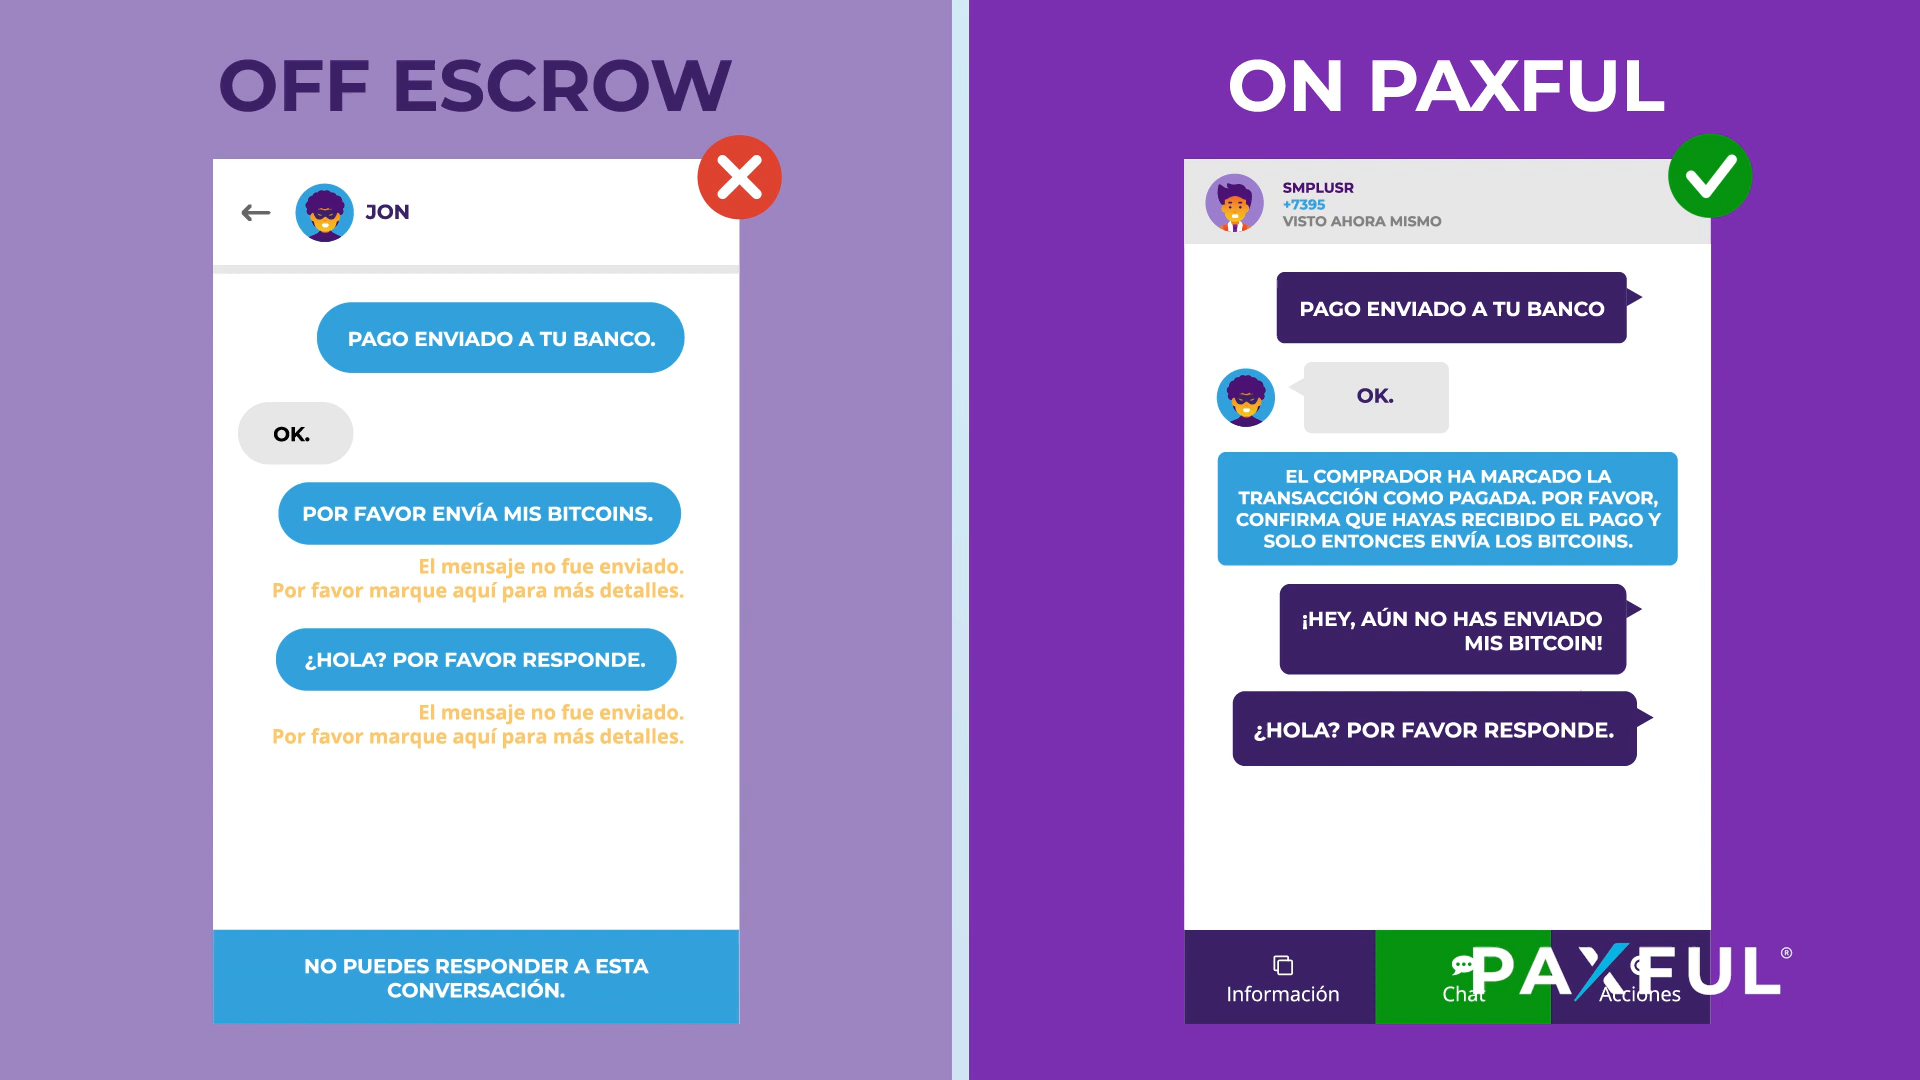 OFF ESCROW
JON
PAGO ENVIADO A TU BANCO.
OK.
POR FAVOR ENVÍA MIS BITCOINS.
El mensaje no fue enviado.
Por favor marque aquí para más detalles.
¿HOLA? POR FAVOR RESPONDE.
El mensaje no fue enviado.
Por favor marque aquí para más detalles.
NO PUEDES RESPONDER A ESTA
CONVERSACIÓN.
ON PAXFUL
SMPLUSR
+7395
VISTO AHORA MISMO
PAGO ENVIADO A TU BANCO
OK.
EL COMPRADOR HA MARCADO LA
TRANSACCIÓN COMO PAGADA. POR FAVOR,
CONFIRMA QUE HAYAS RECIBIDO EL PAGO Y
SOLO ENTONCES ENVÍA LOS BITCOINS.
¡HEY, AÚN NO HAS ENVIADO
MIS BITCOIN!
¿HOLA? POR FAVOR RESPONDE.
Información
Chat
Acciones
PAXFUL®